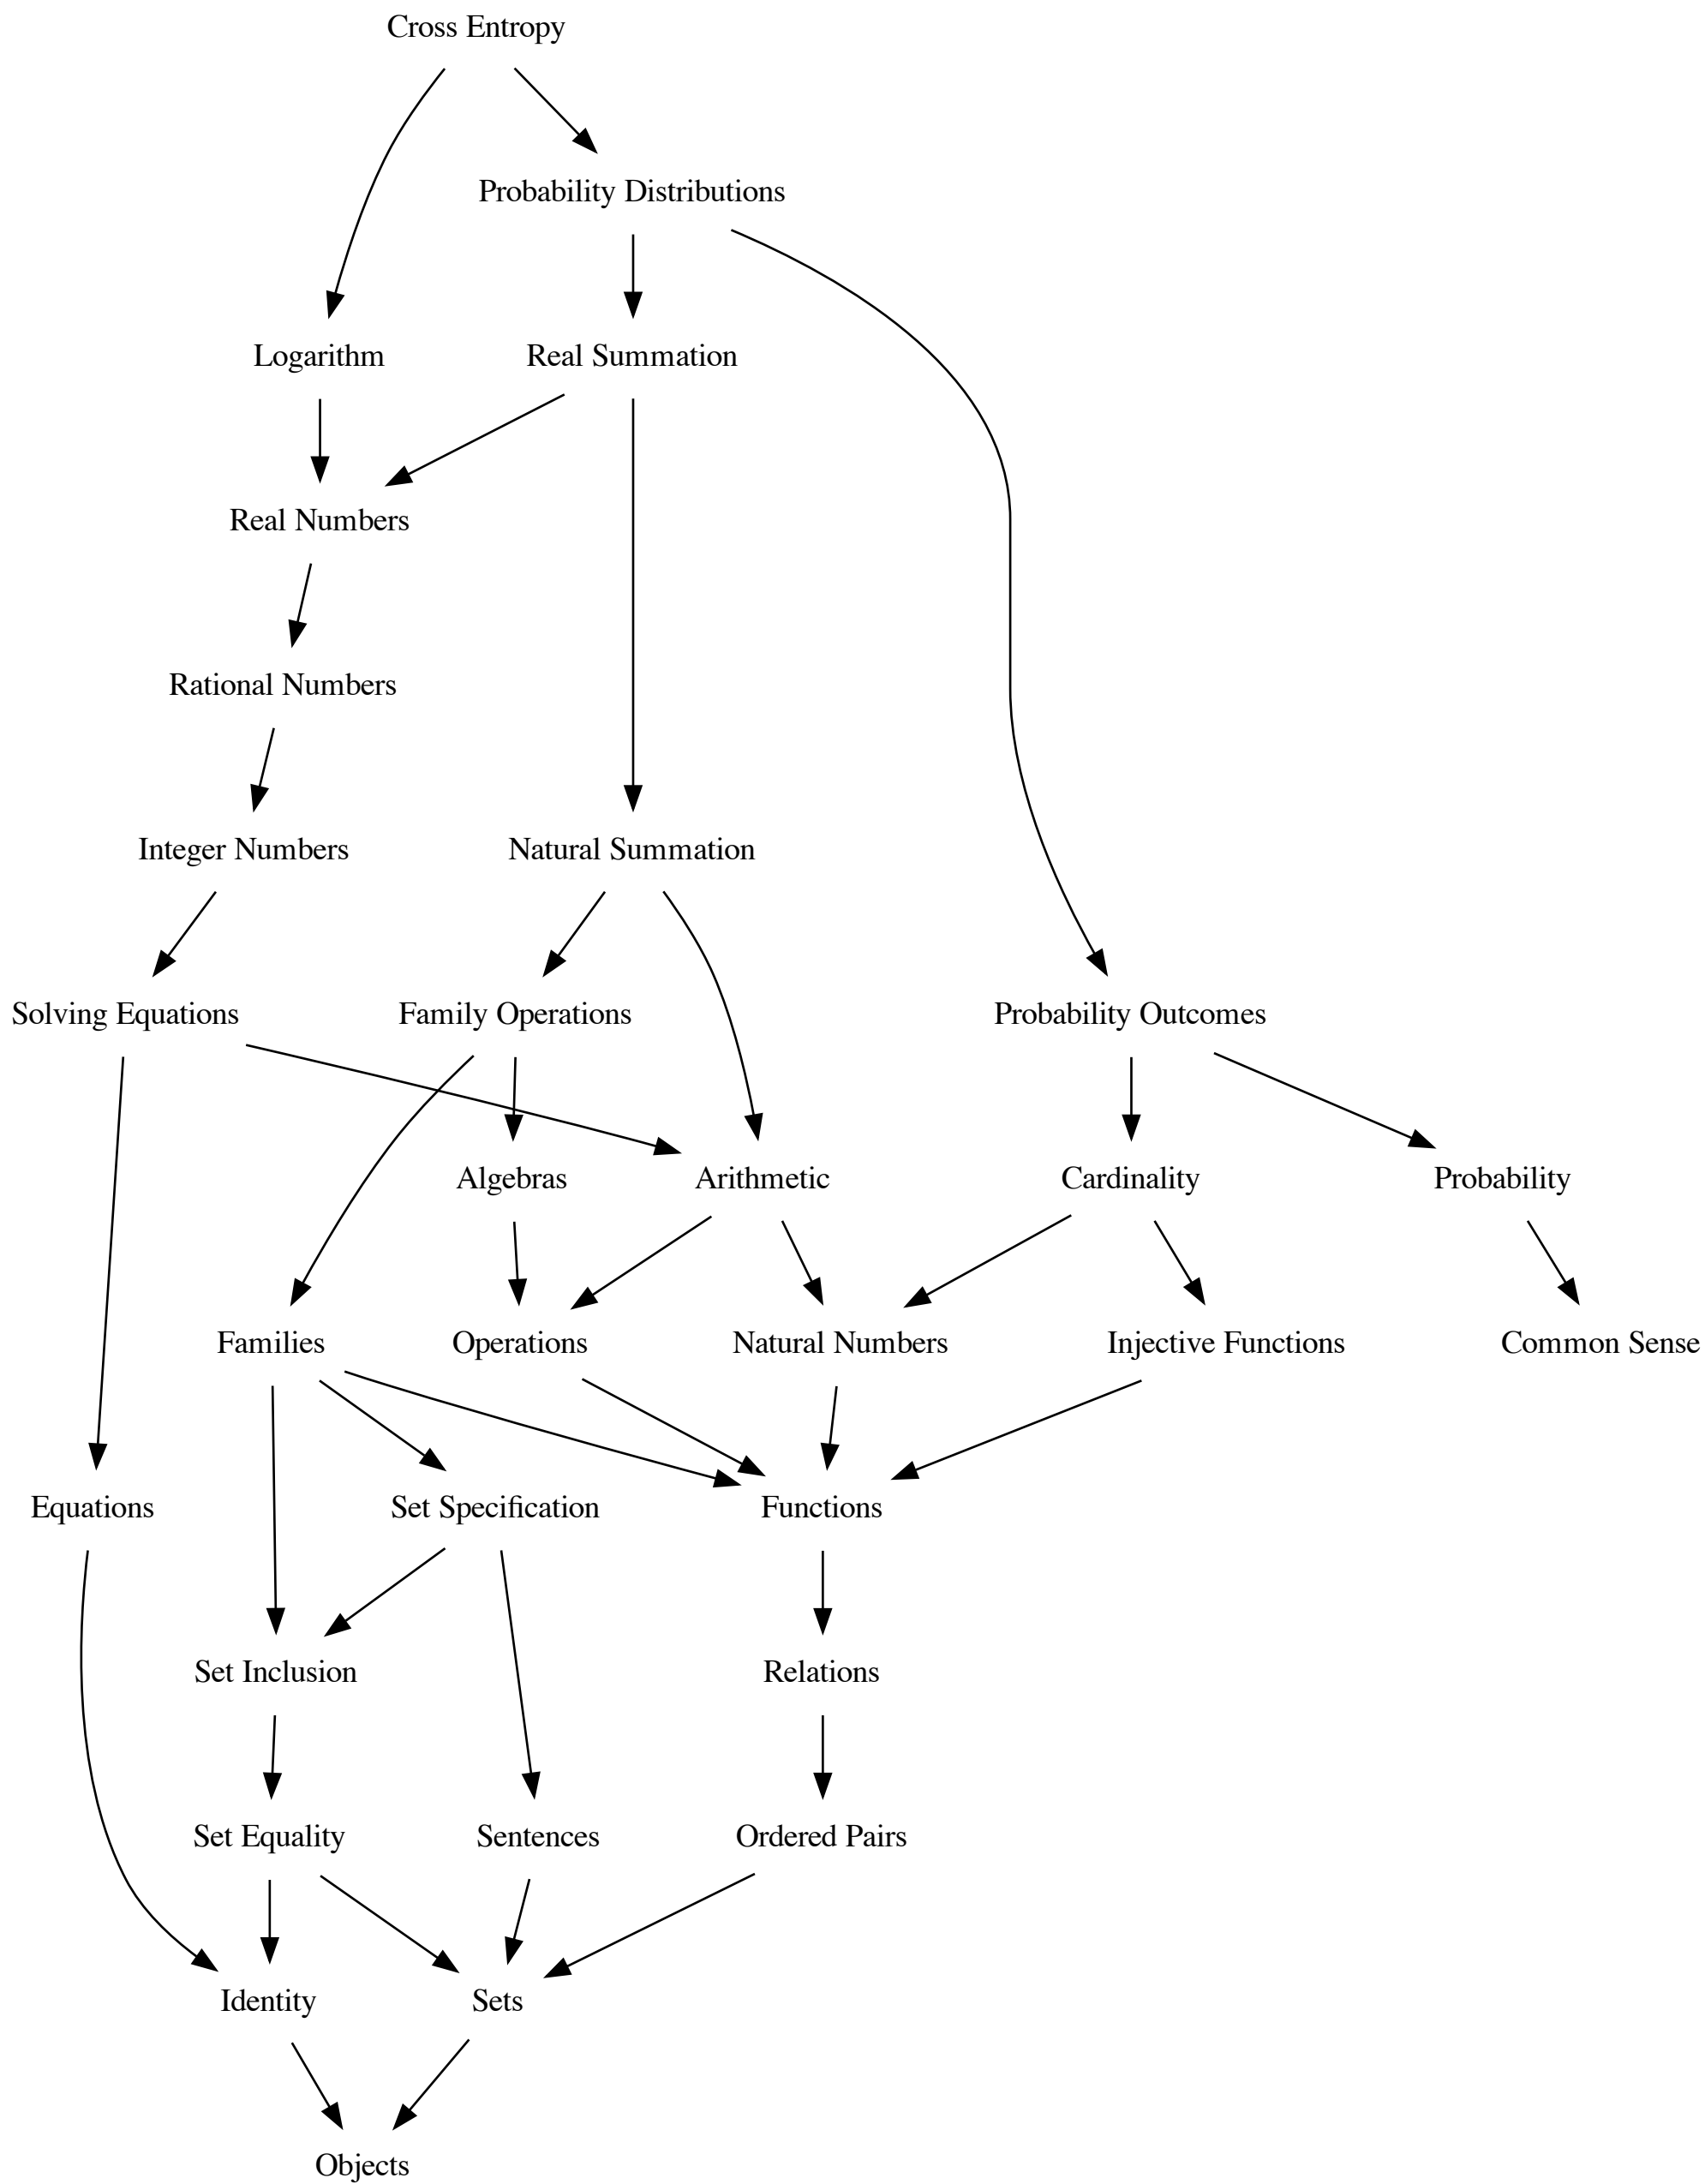 Cross Entropy
Probability Distributions
Logarithm
Real Summation
Real Numbers
Rational Numbers
Integer Numbers
Natural Summation
Solving Equations
Family Operations
Probability Outcomes
Algebras
Arithmetic
Cardinality
Probability
Families
Operations
Natural Numbers
Injective Functions
Common Sense
Equations
Set Specification
Functions
Set Inclusion
Relations
Set Equality
Sentences
Ordered Pairs
Identity
Sets
Objects